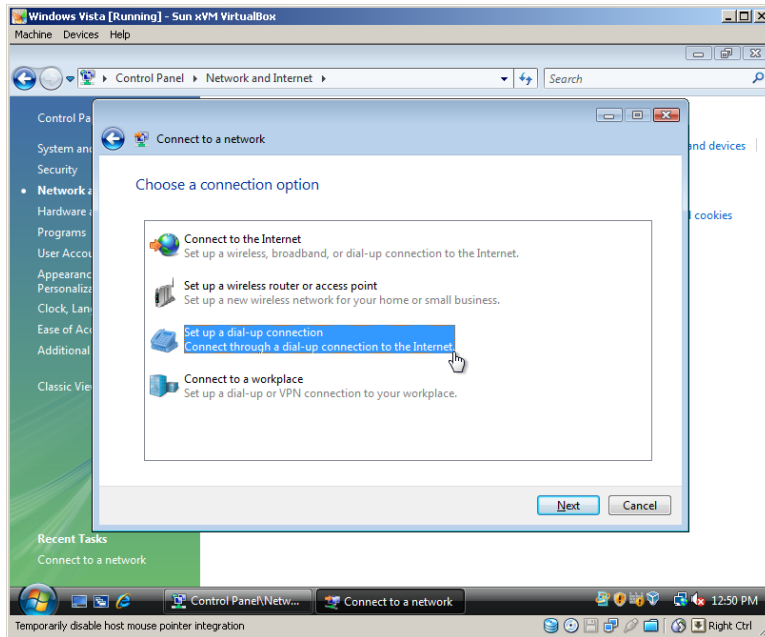 Windows Vista [Running] - Sun xVM VirtualBox
Machine Devices Help
Control Panel Network and Internet
Search
Control Pa
System and
Security
Network a
Hardware a
Programs
User Accou
Appearanc
Personaliza
Clock, Lan
Ease of Acc
Additional
Classic Vie
Recent Tasks
Connect to a network
Connect to a network
Choose a connection option
Connect to the Internet
Set up a wireless, broadband, or dial-up connection to the Internet.
Set up a wireless router or access point
Set up a new wireless network for your home or small business.
Set up a dial-up connection
Connect through a dial-up connection to the Internet.
Connect to a workplace
Set up a dial-up or VPN connection to your workplace.
Next Cancel
and devices
cookies
Control Panel\Netw...
Connect to a network
12:50 PM
Temporarily disable host mouse pointer integration
Right Ctrl